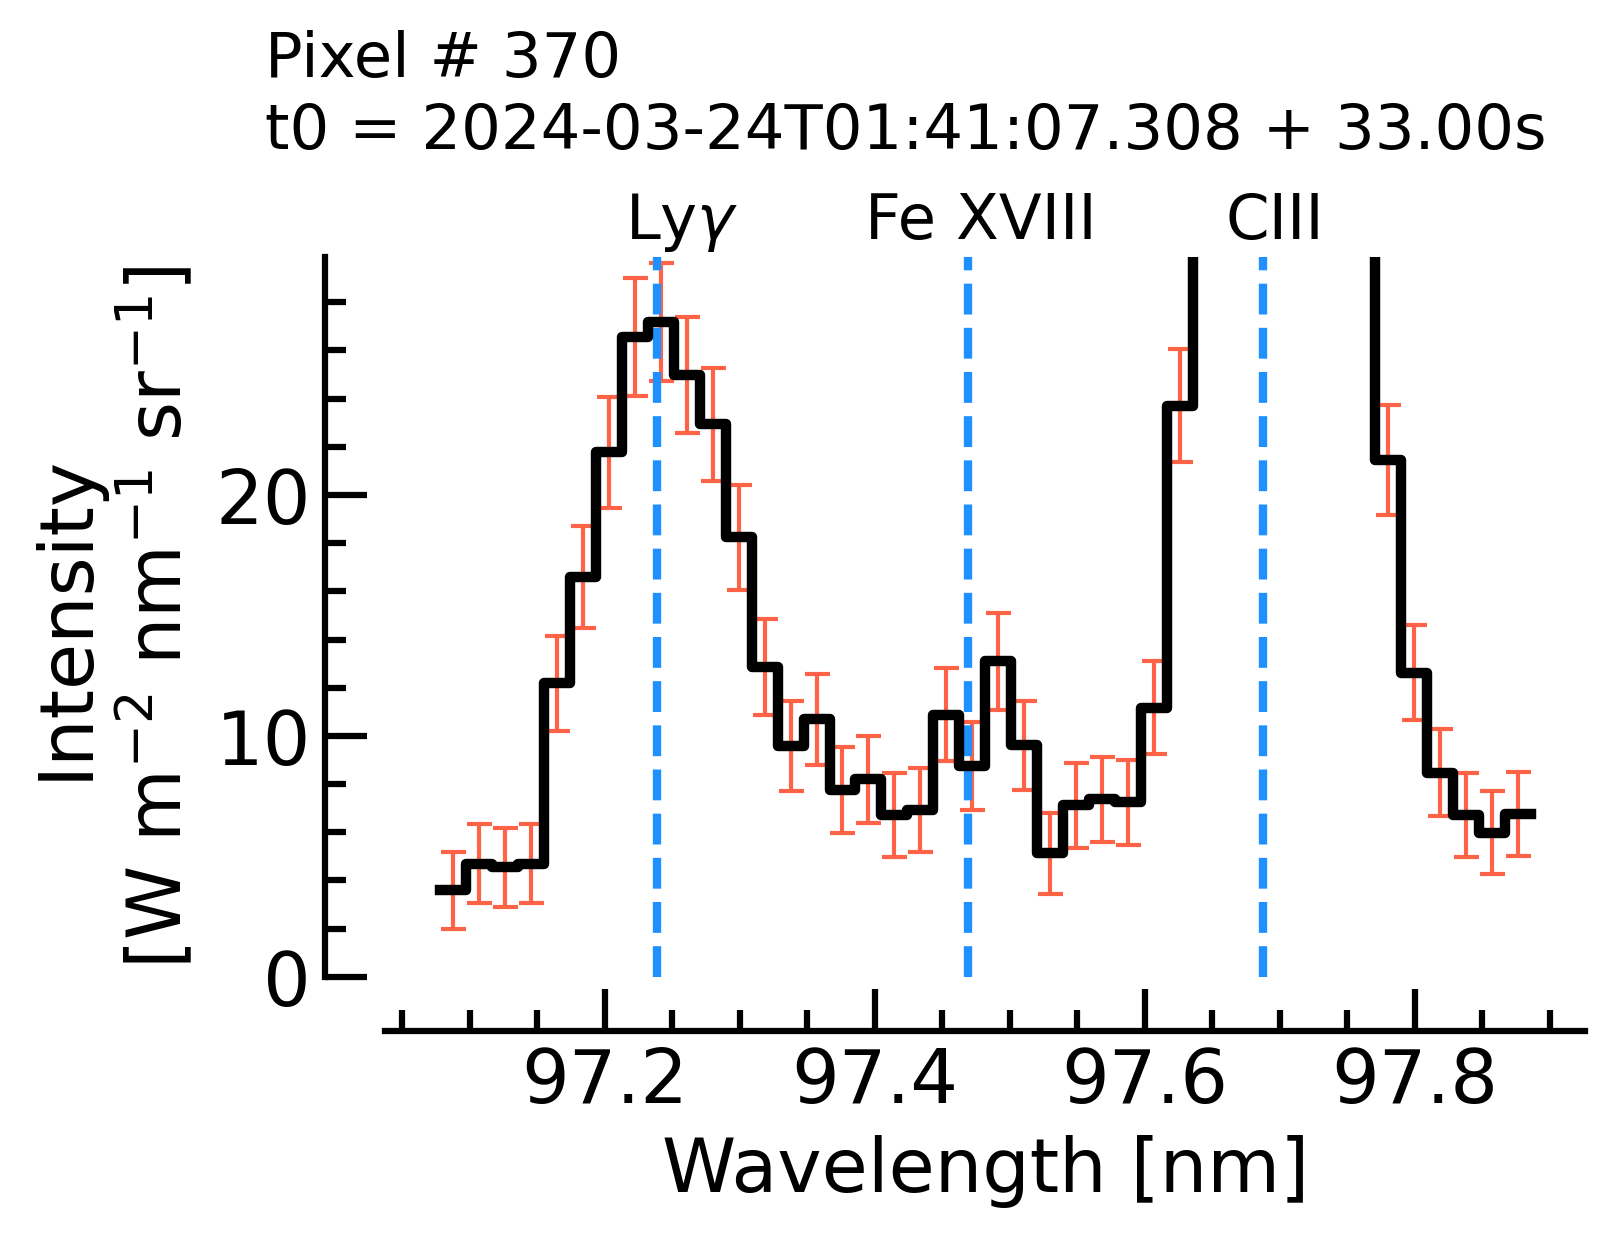 Pixel # 370
t0 = 2024-03-24T01:41:07.308 + 33.00s
Lyγ Fe XVIII CIII
Intensity
[W m⁻² nm⁻¹ sr⁻¹]
20
10
0
97.2 97.4 97.6 97.8
Wavelength [nm]